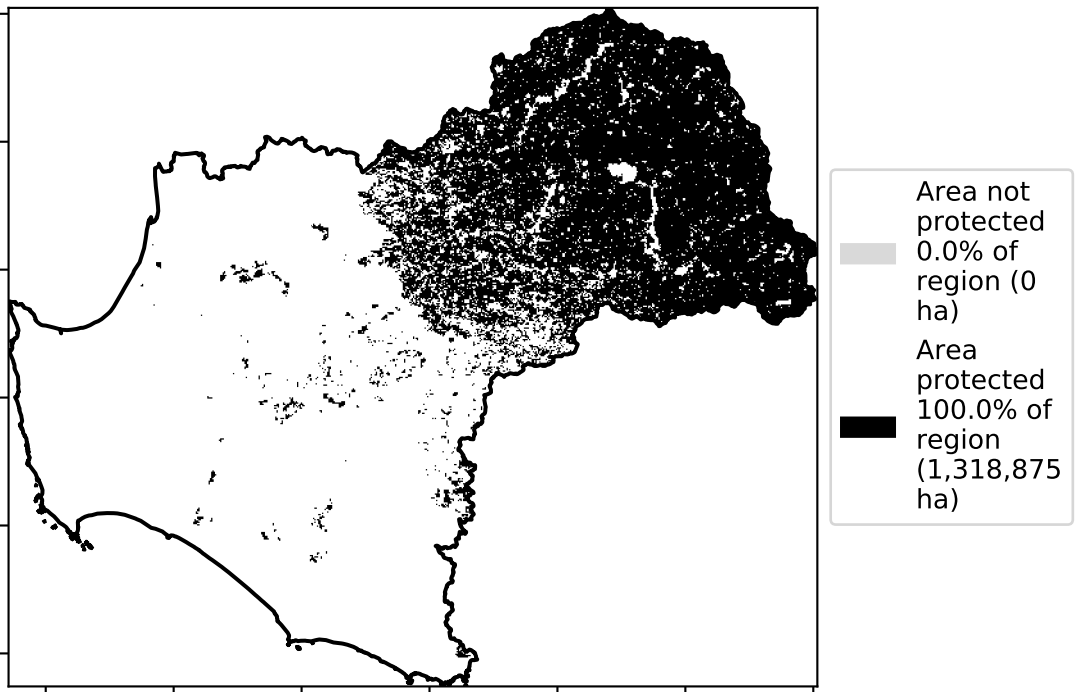 Area not
protected
0.0% of
region (0
ha)
Area
protected
100.0% of
region
(1,318,875
ha)